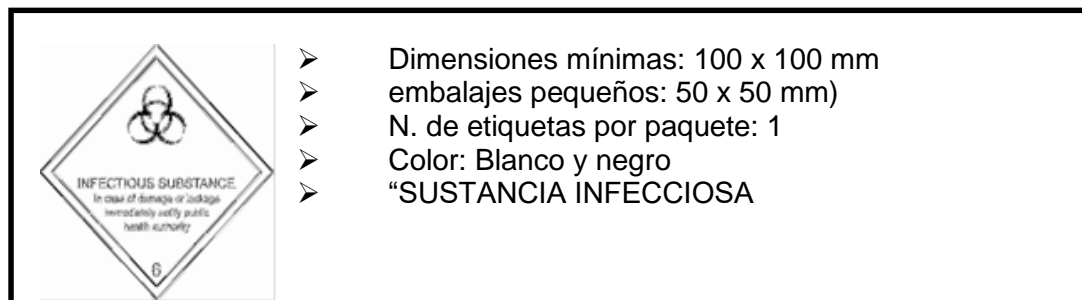 ➢ Dimensiones mínimas: 100 x 100 mm
➢ embalajes pequeños: 50 x 50 mm)
➢ N. de etiquetas por paquete: 1
➢ Color: Blanco y negro
➢ “SUSTANCIA INFECCIOSA
INFECTIOUS SUBSTANCE
In case of damage or leakage
immediately notify public
health authority
6